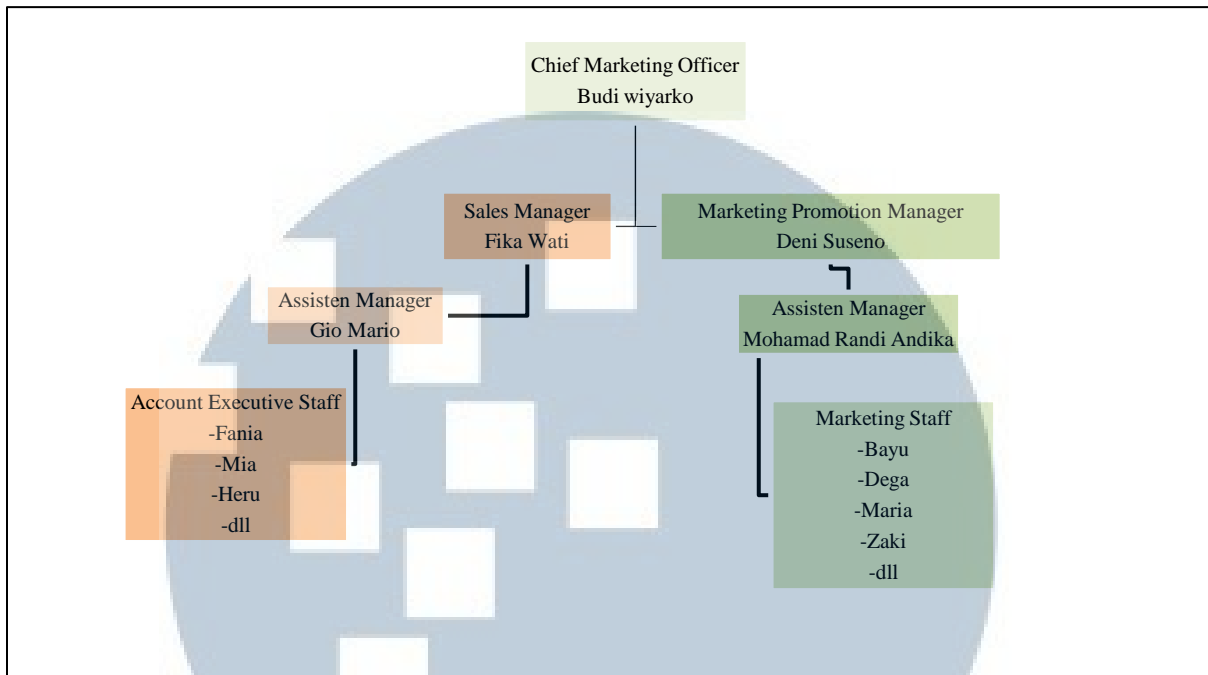 Chief Marketing Officer
Budi wiyarko
Sales Manager
Fika Wati
Marketing Promotion Manager
Deni Suseno
Assisten Manager
Gio Mario
Assisten Manager
Mohamad Randi Andika
Account Executive Staff
-Fania
-Mia
-Heru
-dll
Marketing Staff
-Bayu
-Dega
-Maria
-Zaki
-dll